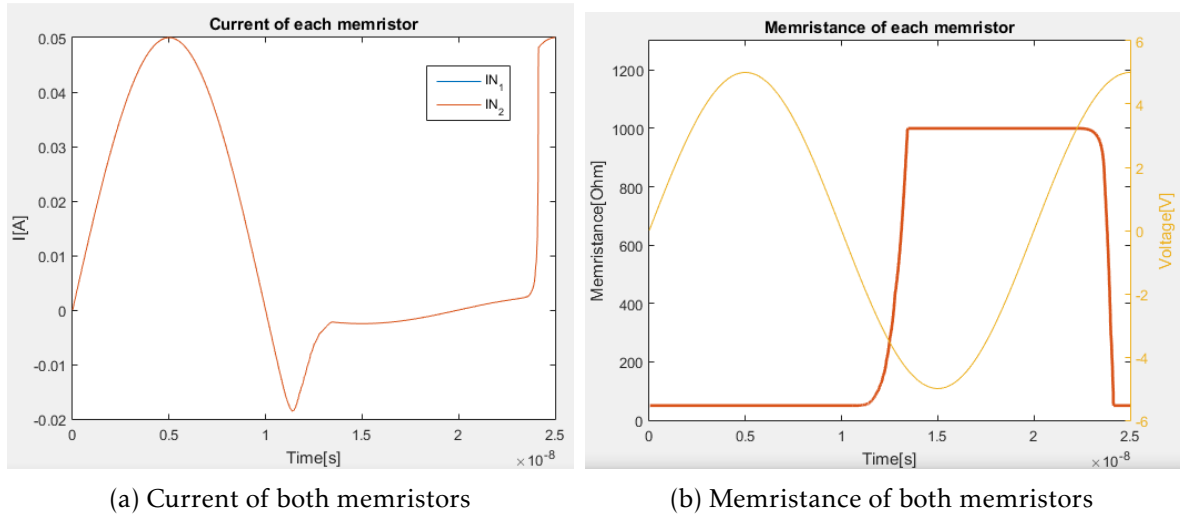 Current of each memristor
0.05
0.04
0.03
0.02
0.01
0
-0.01
-0.02
I[A]
IN1
IN2
0 0.5 1 1.5 2 2.5
Time[s]
×10-8
(a) Current of both memristors
Memristance of each memristor
1200
1000
800
600
400
200
0
Memristance[Ohm]
6
4
2
0
-2
-4
-6
Voltage[V]
0 0.5 1 1.5 2 2.5
Time[s]
×10-8
(b) Memristance of both memristors